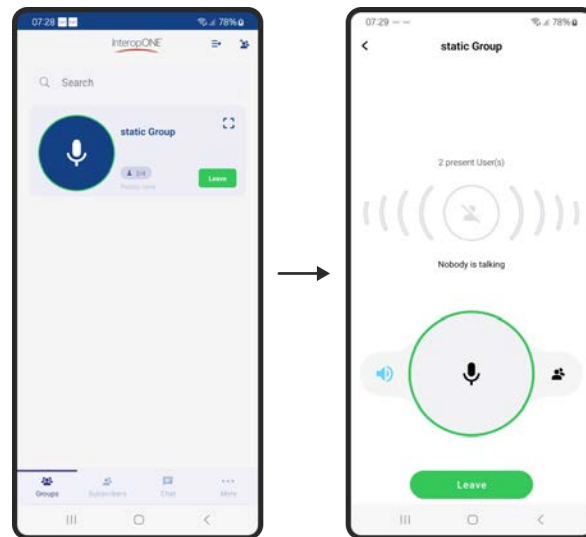 07:28
78%
InteropONE
Search
static Group
Leave
Groups
Subscribers
Chat
More
07:29
78%
static Group
2 present User(s)
Nobody is talking
Leave